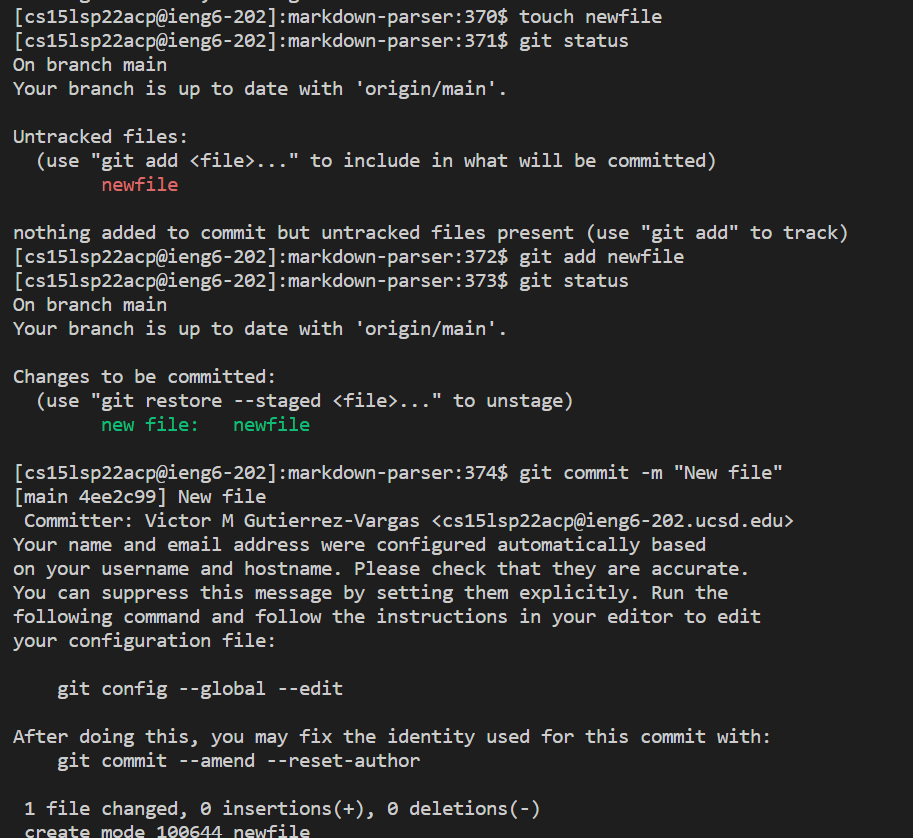 [cs15lsp22acp@ieng6-202]:markdown-parser:370$ touch newfile
[cs15lsp22acp@ieng6-202]:markdown-parser:371$ git status
On branch main
Your branch is up to date with 'origin/main'.

Untracked files:
  (use "git add <file>..." to include in what will be committed)
        newfile

nothing added to commit but untracked files present (use "git add" to track)
[cs15lsp22acp@ieng6-202]:markdown-parser:372$ git add newfile
[cs15lsp22acp@ieng6-202]:markdown-parser:373$ git status
On branch main
Your branch is up to date with 'origin/main'.

Changes to be committed:
  (use "git restore --staged <file>..." to unstage)
        new file:   newfile

[cs15lsp22acp@ieng6-202]:markdown-parser:374$ git commit -m "New file"
[main 4ee2c99] New file
 Committer: Victor M Gutierrez-Vargas <cs15lsp22acp@ieng6-202.ucsd.edu>
Your name and email address were configured automatically based
on your username and hostname. Please check that they are accurate.
You can suppress this message by setting them explicitly. Run the
following command and follow the instructions in your editor to edit
your configuration file:

    git config --global --edit

After doing this, you may fix the identity used for this commit with:
    git commit --amend --reset-author

 1 file changed, 0 insertions(+), 0 deletions(-)
 create mode 100644 newfile